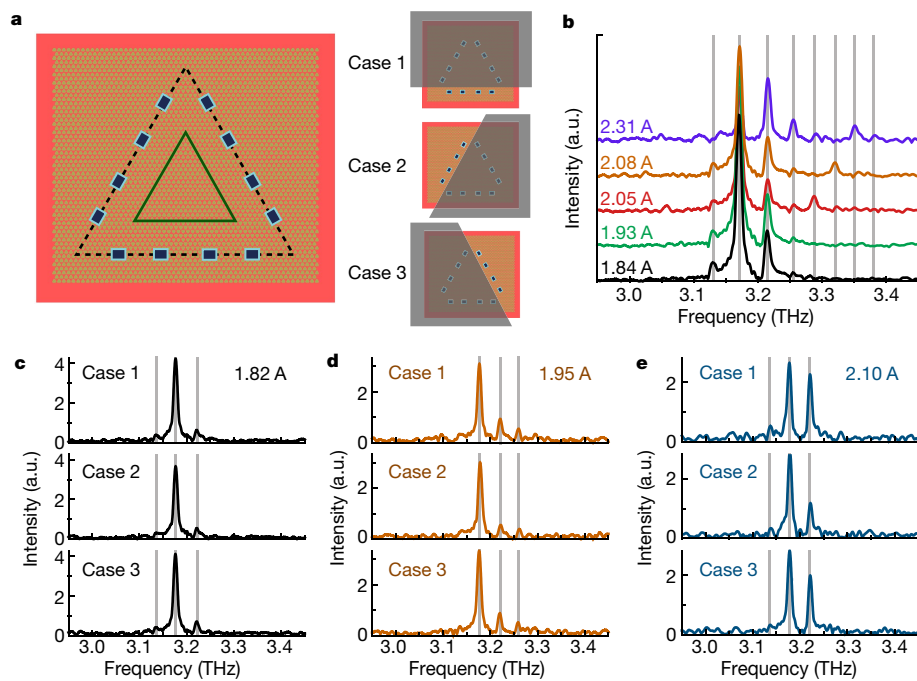 a
Case 1
Case 2
Case 3
b
Intensity (a.u.)
2.31 A
2.08 A
2.05 A
1.93 A
1.84 A
3.0 3.1 3.2 3.3 3.4
Frequency (THz)
c
Intensity (a.u.)
Case 1 1.82 A
4
2
0
Case 2
4
2
0
Case 3
4
2
0
3.0 3.1 3.2 3.3 3.4
Frequency (THz)
d
Intensity (a.u.)
Case 1 1.95 A
2
0
Case 2
2
0
Case 3
2
0
3.0 3.1 3.2 3.3 3.4
Frequency (THz)
e
Intensity (a.u.)
Case 1 2.10 A
2
0
Case 2
2
0
Case 3
2
0
3.0 3.1 3.2 3.3 3.4
Frequency (THz)